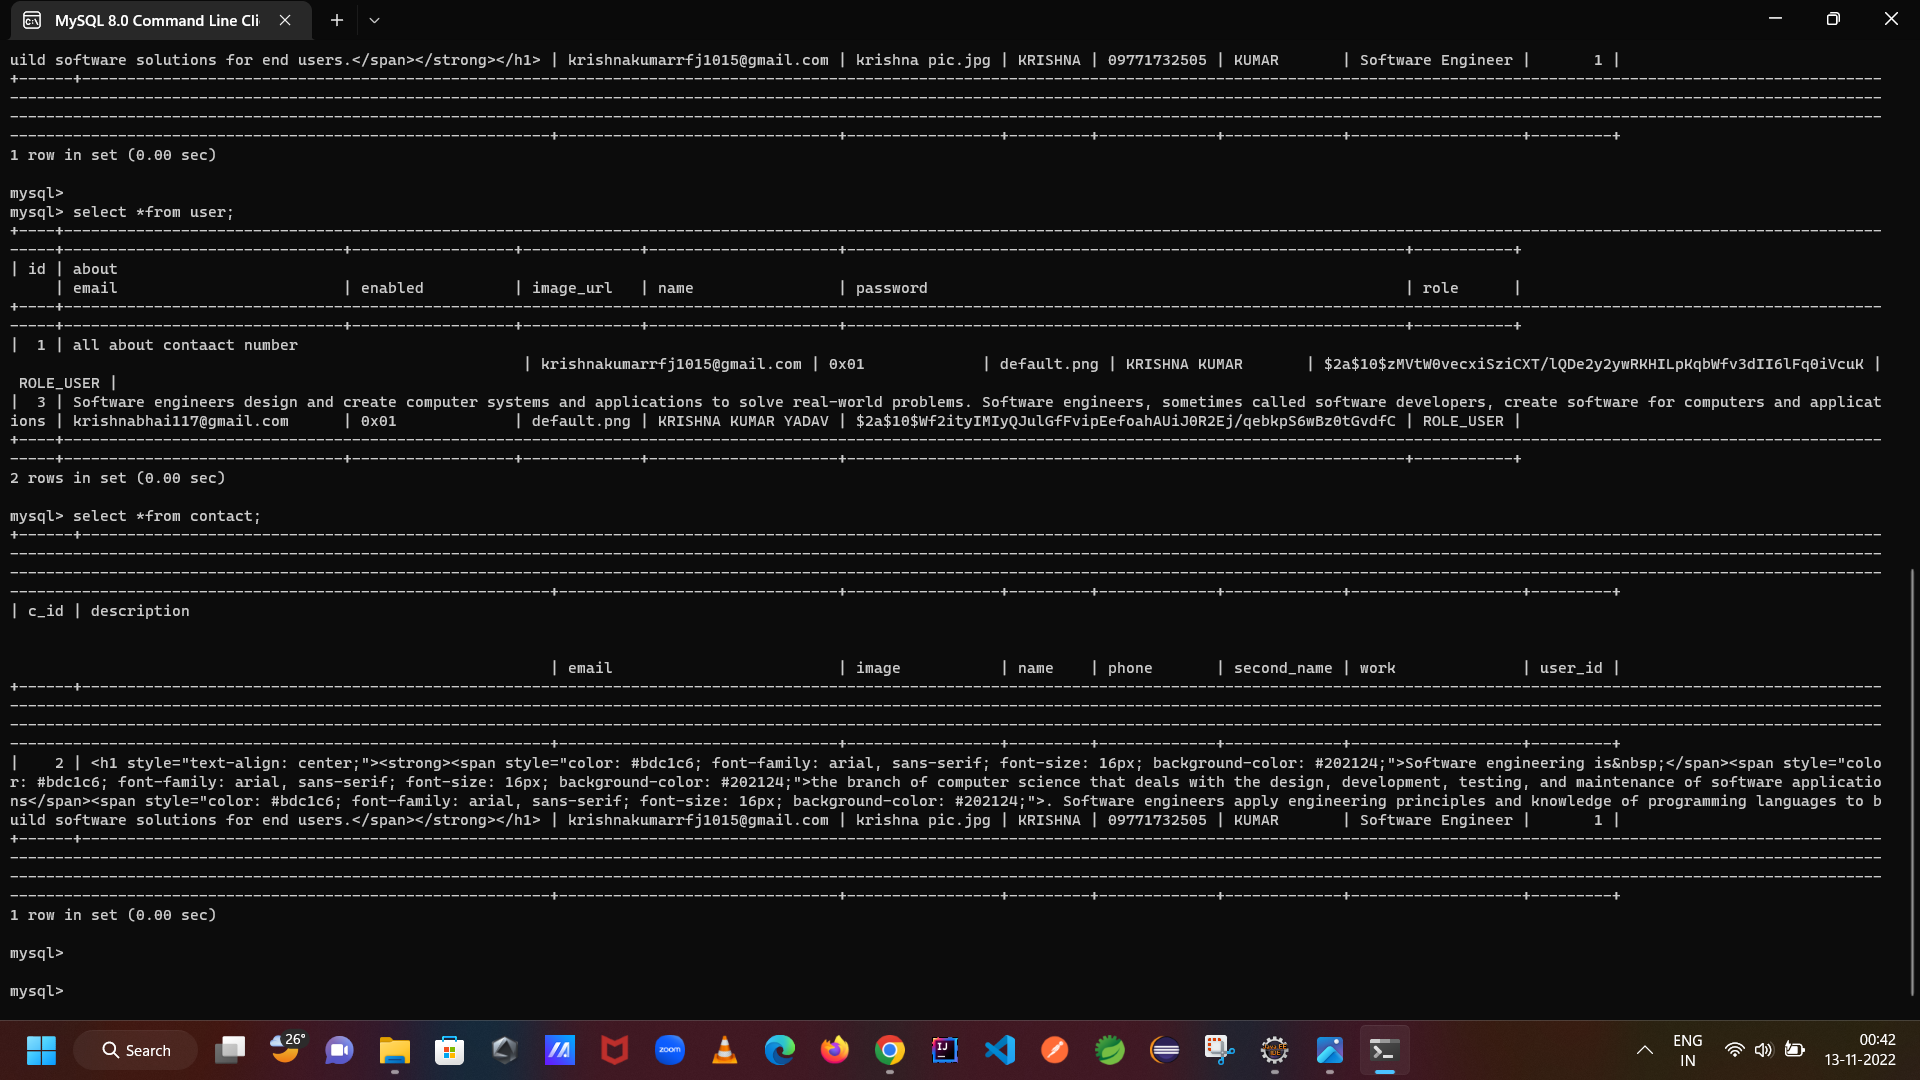 MySQL 8.0 Command Line Cli
uild software solutions for end users.</span></strong></h1> | krishnakumarrfj1015@gmail.com | krishna pic.jpg | KRISHNA | 09771732505 | KUMAR | Software Engineer | 1 |
1 row in set (0.00 sec)
mysql>
mysql> select *from user;
| id | about
| email | enabled | image_url | name | password | role |
| 1 | all about contaact number
| krishnakumarrfj1015@gmail.com | 0x01 | default.png | KRISHNA KUMAR | $2a$10$zMVtW0vecxiSziCXT/lQDe2y2ywRKHILpKqbWfv3dII6lFq0iVcuK |
ROLE_USER |
| 3 | Software engineers design and create computer systems and applications to solve real-world problems. Software engineers, sometimes called software developers, create software for computers and applicat
ions | krishnabhai117@gmail.com | 0x01 | default.png | KRISHNA KUMAR YADAV | $2a$10$Wf2ityIMIyQJulGfFvipEefoahAUiJ0R2Ej/qebkpS6wBz0tGvdfC | ROLE_USER |
2 rows in set (0.00 sec)
mysql> select *from contact;
| c_id | description
| email | image | name | phone | second_name | work | user_id |
| 2 | <h1 style="text-align: center;"><strong><span style="color: #bdc1c6; font-family: arial, sans-serif; font-size: 16px; background-color: #202124;">Software engineering is&nbsp;</span><span style="colo
r: #bdc1c6; font-family: arial, sans-serif; font-size: 16px; background-color: #202124;">the branch of computer science that deals with the design, development, testing, and maintenance of software applicatio
ns</span><span style="color: #bdc1c6; font-family: arial, sans-serif; font-size: 16px; background-color: #202124;">. Software engineers apply engineering principles and knowledge of programming languages to b
uild software solutions for end users.</span></strong></h1> | krishnakumarrfj1015@gmail.com | krishna pic.jpg | KRISHNA | 09771732505 | KUMAR | Software Engineer | 1 |
1 row in set (0.00 sec)
mysql>
mysql>
Search
26°
zoom
ENG
IN
00:42
13-11-2022